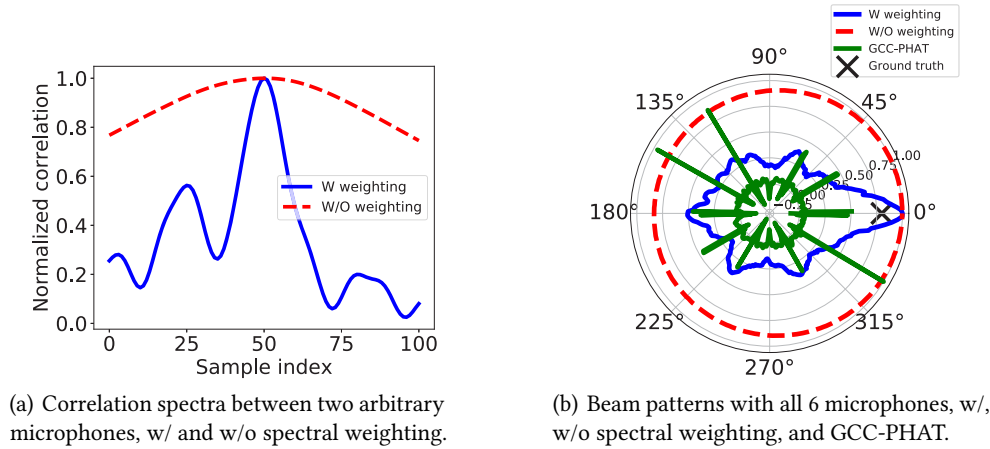 1.0
0.8
0.6
0.4
0.2
0.0
Normalized correlation
W weighting
W/O weighting
0 25 50 75 100
Sample index
W weighting
W/O weighting
GCC-PHAT
Ground truth
90°
135° 45°
1.00
0.75
0.50
180° 0°
225° 315°
270°
(a) Correlation spectra between two arbitrary
microphones, w/ and w/o spectral weighting.
(b) Beam patterns with all 6 microphones, w/,
w/o spectral weighting, and GCC-PHAT.